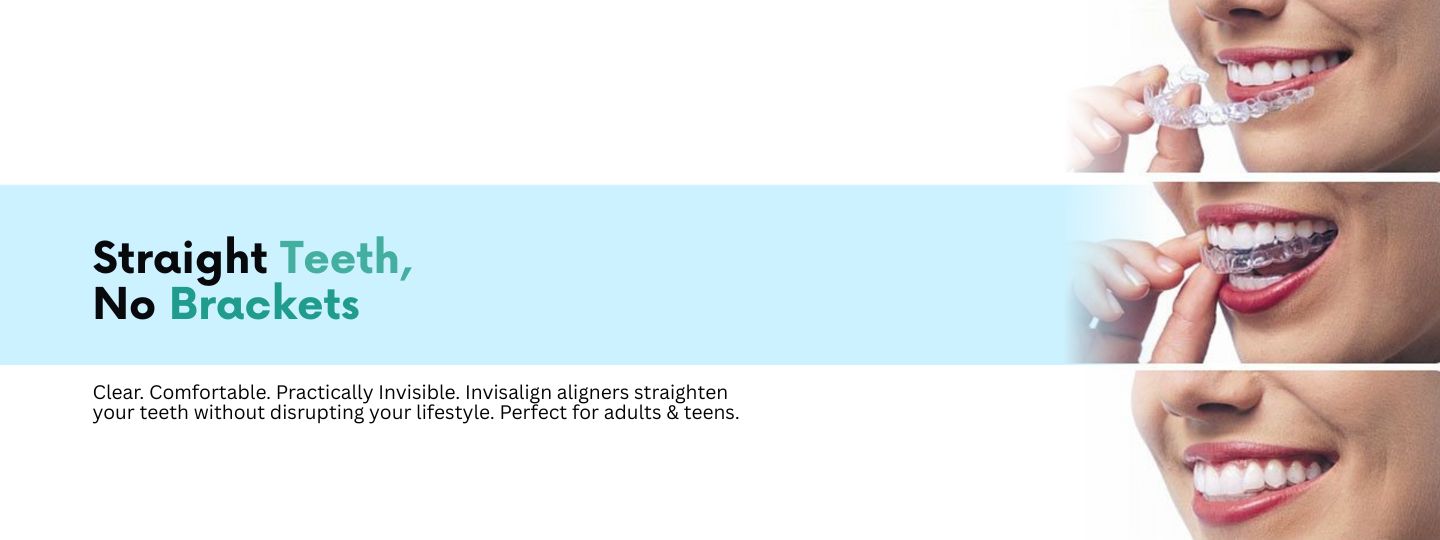 Straight Teeth,
No Brackets
Clear. Comfortable. Practically Invisible. Invisalign aligners straighten
your teeth without disrupting your lifestyle. Perfect for adults & teens.